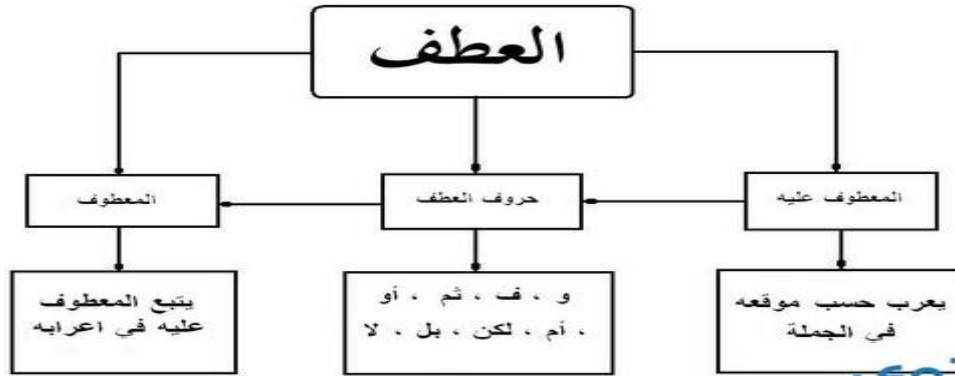 العطف
المعطوف عليه
حروف العطف
المعطوف
يعرب حسب موقعه
في الجملة
و ، ف ، ثم ، أو
، أم ، لكن ، بل ، لا
يتبع المعطوف
عليه في اعرابه